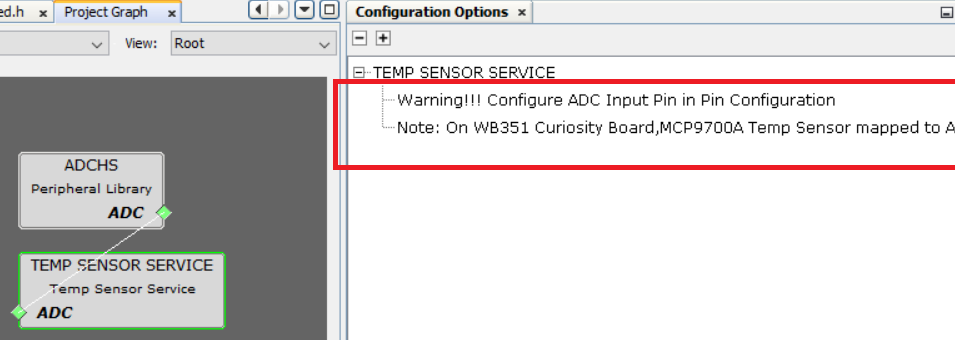 ed.h x Project Graph x
View: Root
ADCHS
Peripheral Library
ADC
TEMP SENSOR SERVICE
Temp Sensor Service
ADC
Configuration Options x
TEMP SENSOR SERVICE
Warning!!! Configure ADC Input Pin in Pin Configuration
Note: On WB351 Curiosity Board,MCP9700A Temp Sensor mapped to A